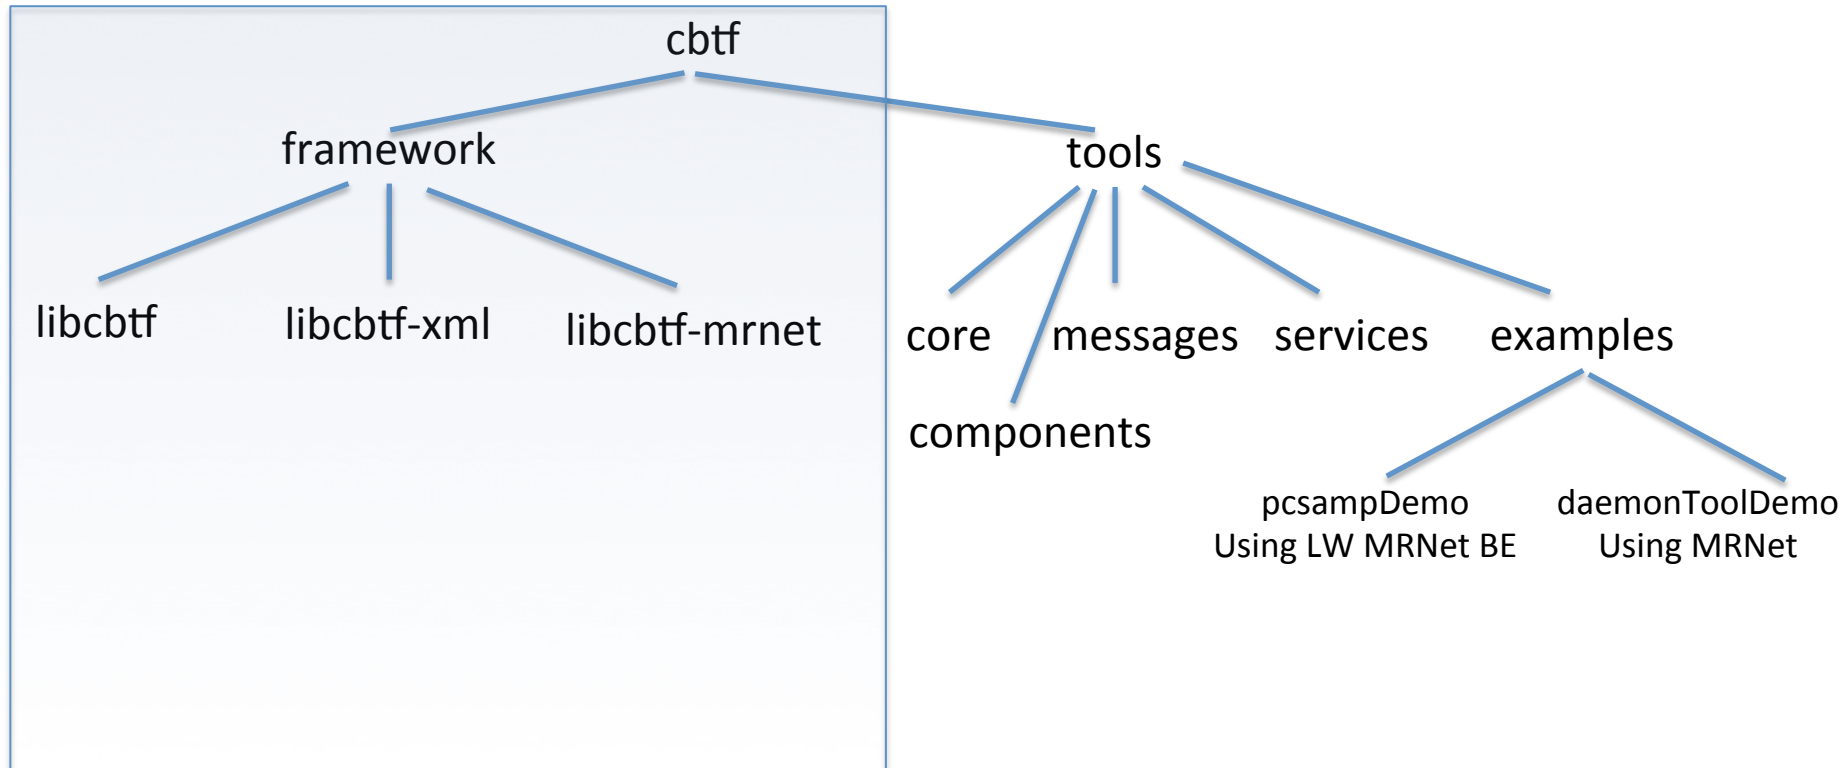 cbtf
framework
tools
libcbtf
libcbtf-xml
libcbtf-mrnet
core
messages
services
examples
components
pcsampDemo
Using LW MRNet BE
daemonToolDemo
Using MRNet